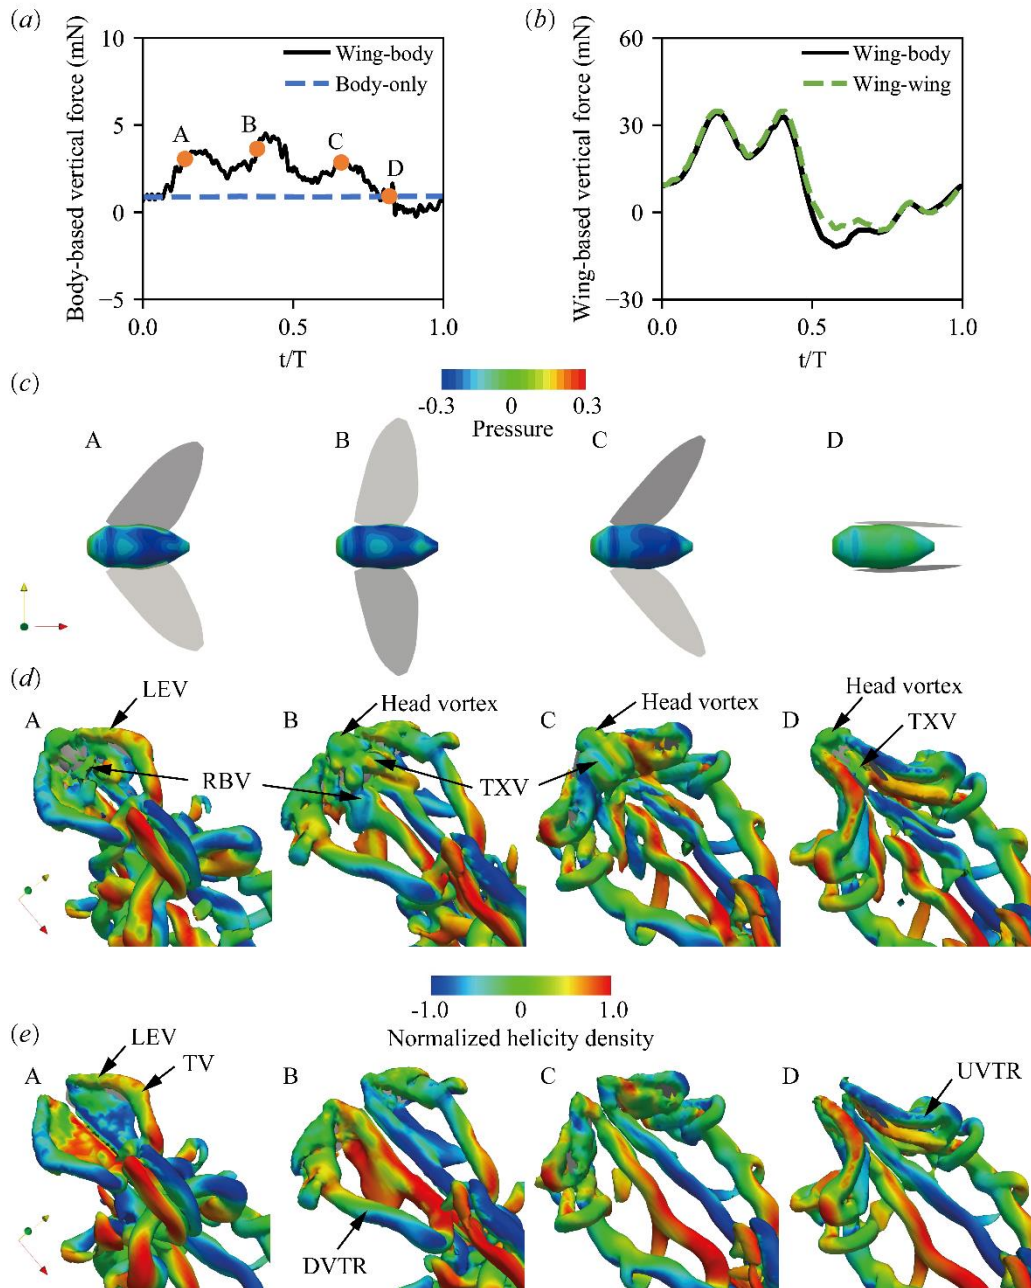 (a)
10
5
0
−5
Body-based vertical force (mN)
Wing-body
Body-only
A
B
C
D
0.0
0.5
1.0
t/T
(b)
60
30
0
−30
Wing-based vertical force (mN)
Wing-body
Wing-wing
0.0
0.5
1.0
t/T
(c)
-0.3
0
0.3
Pressure
A
B
C
D
(d)
LEV
A
RBV
Head vortex
B
TXV
Head vortex
C
Head vortex
D
TXV
-1.0
0
1.0
Normalized helicity density
(e)
LEV
A
TV
B
DVTR
C
D
UVTR